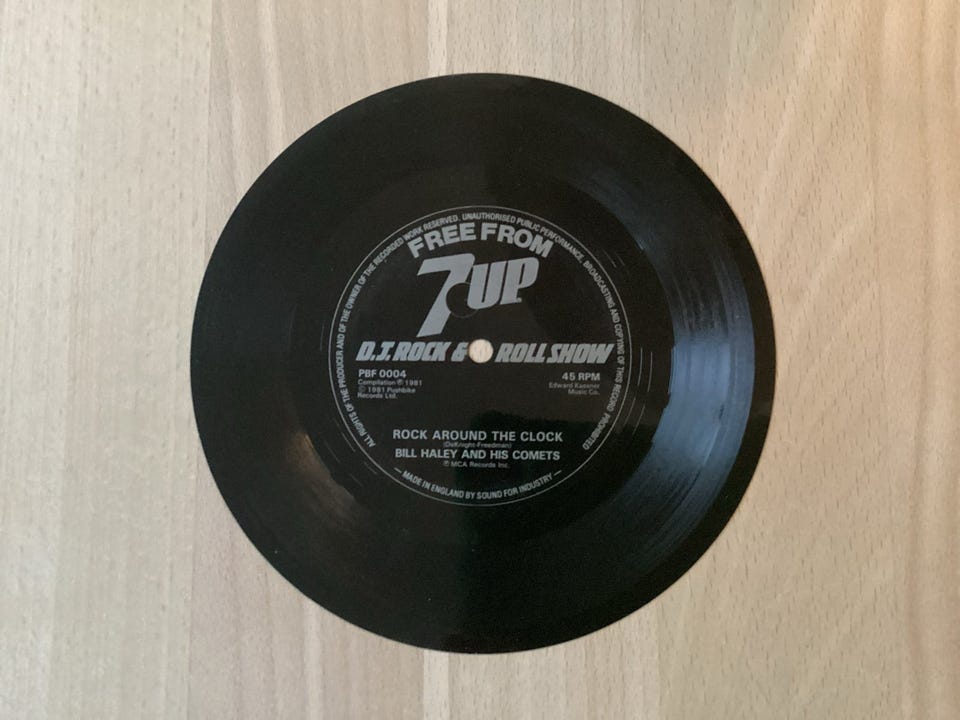 ALL RIGHTS OF THE PRODUCER AND OF THE OWNER OF THE RECORDED WORK RESERVED. UNAUTHORISED PUBLIC PERFORMANCE, BROADCASTING AND COPYING OF THIS RECORD PROHIBITED
FREE FROM
7UP
D.J. ROCK & ROLL SHOW
PBF 0004
Compilation ℗ 1981
© 1981 Pushbike
Records Ltd.
45 RPM
Edward Kassner
Music Co.
ROCK AROUND THE CLOCK
(DeKnight-Freedman)
BILL HALEY AND HIS COMETS
℗ MCA Records Inc.
— MADE IN ENGLAND BY SOUND FOR INDUSTRY —